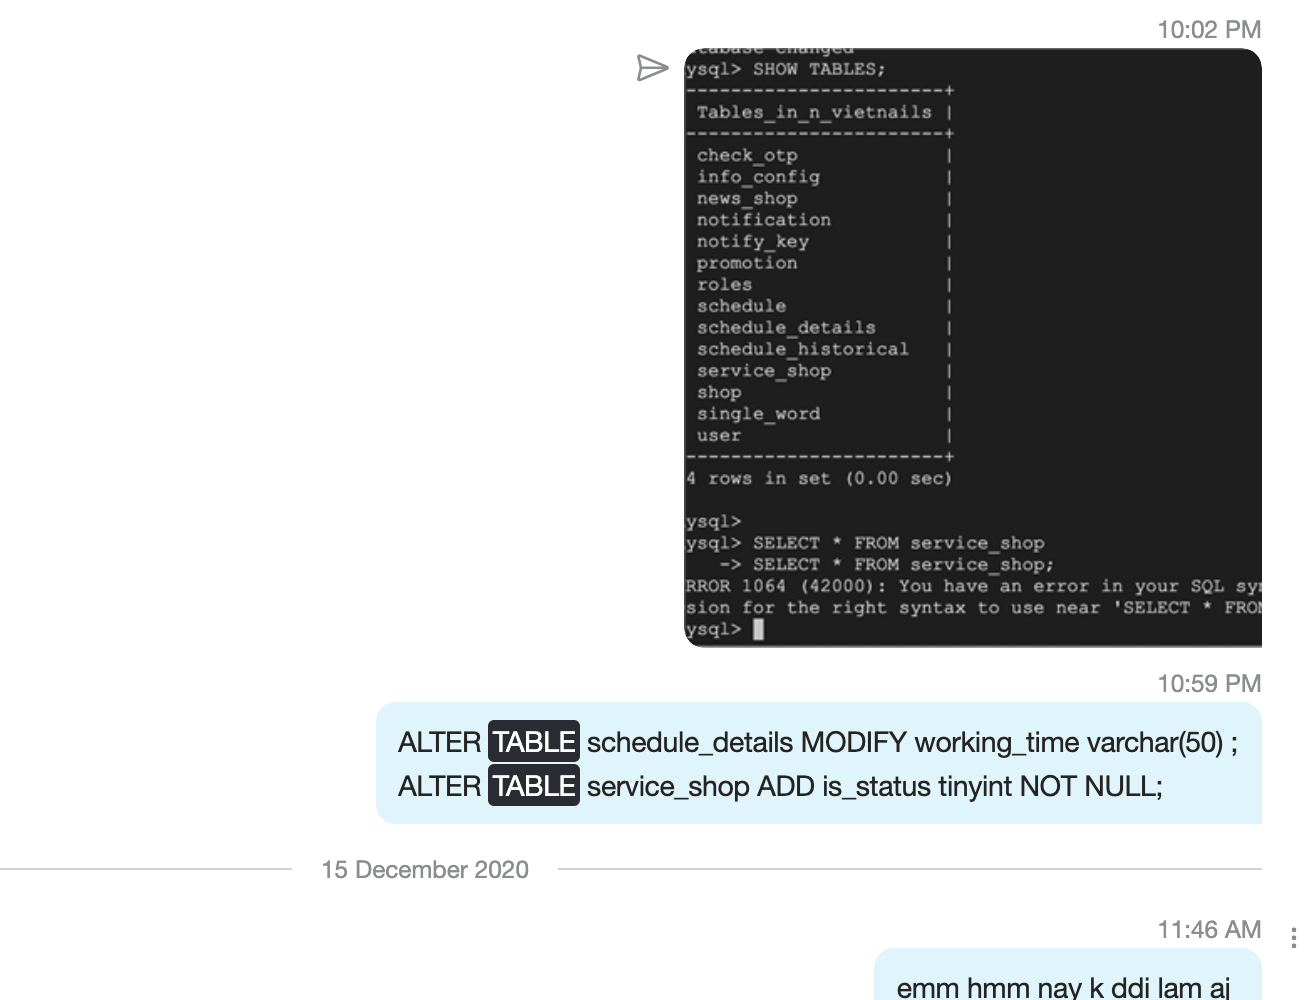 10:02 PM
tabase changed
ysql> SHOW TABLES;
-----------------------+
Tables_in_n_vietnails |
-----------------------+
check_otp |
info_config |
news_shop |
notification |
notify_key |
promotion |
roles |
schedule |
schedule_details |
schedule_historical |
service_shop |
shop |
single_word |
user |
-----------------------+
4 rows in set (0.00 sec)
ysql>
ysql> SELECT * FROM service_shop
-> SELECT * FROM service_shop;
RROR 1064 (42000): You have an error in your SQL sy
sion for the right syntax to use near 'SELECT * FROM
ysql>
10:59 PM
ALTER TABLE schedule_details MODIFY working_time varchar(50) ;
ALTER TABLE service_shop ADD is_status tinyint NOT NULL;
15 December 2020
11:46 AM
emm hmm nay k ddi lam aj